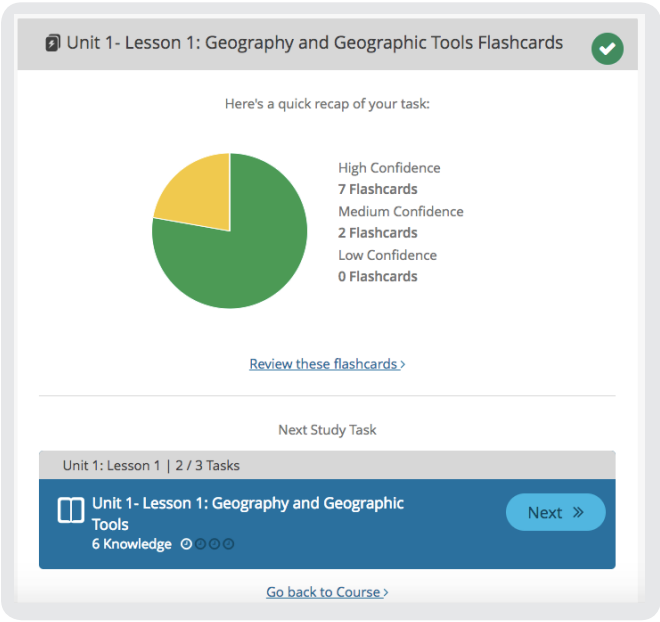 Unit 1- Lesson 1: Geography and Geographic Tools Flashcards
Here's a quick recap of your task:
High Confidence
7 Flashcards
Medium Confidence
2 Flashcards
Low Confidence
0 Flashcards
Review these flashcards ›
Next Study Task
Unit 1: Lesson 1 | 2 / 3 Tasks
Unit 1- Lesson 1: Geography and Geographic
Tools
6 Knowledge
Next »
Go back to Course ›